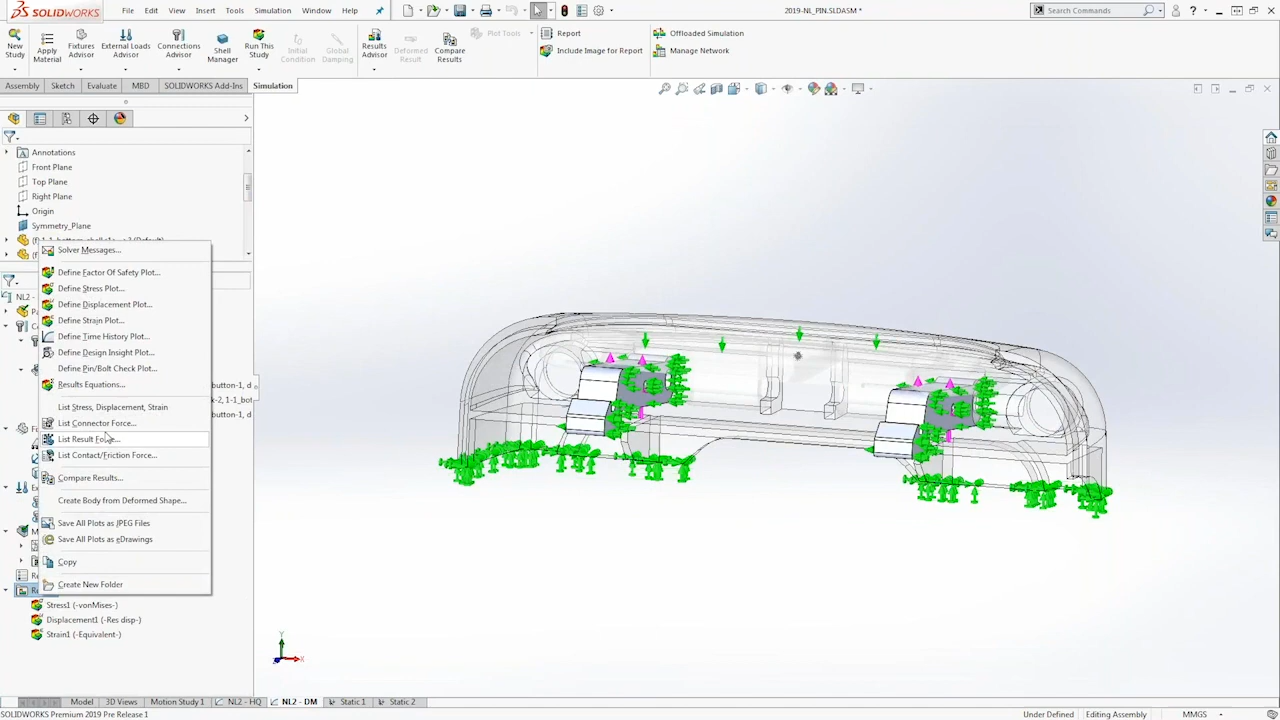 SOLIDWORKS
File Edit View Insert Tools Simulation Window Help
2019-NL_PIN.SLDASM *
Search Commands
New Study
Apply Material
Fixtures Advisor
External Loads Advisor
Connections Advisor
Shell Manager
Run This Study
Initial Condition
Global Damping
Results Advisor
Deformed Result
Compare Results
Plot Tools
Report
Include Image for Report
Offloaded Simulation
Manage Network
Assembly Sketch Evaluate MBD SOLIDWORKS Add-Ins Simulation
Annotations
Front Plane
Top Plane
Right Plane
Origin
Symmetry_Plane
Solver Messages...
Define Factor Of Safety Plot...
Define Stress Plot...
Define Displacement Plot...
Define Strain Plot...
Define Time History Plot...
Define Design Insight Plot...
Define Pin/Bolt Check Plot...
Results Equations...
button-1, d
k-2, 1-1_bot
button-1, d
List Stress, Displacement, Strain
List Connector Force...
List Result Force...
List Contact/Friction Force...
Compare Results...
Create Body from Deformed Shape...
Save All Plots as JPEG Files
Save All Plots as eDrawings
Copy
Create New Folder
Stress1 (-vonMises-)
Displacement1 (-Res disp-)
Strain1 (-Equivalent-)
Y
X
Model 3D Views Motion Study 1 NL2 - HQ NL2 - DM Static 1 Static 2
SOLIDWORKS Premium 2019 Pre Release 1
Under Defined Editing Assembly MMGS